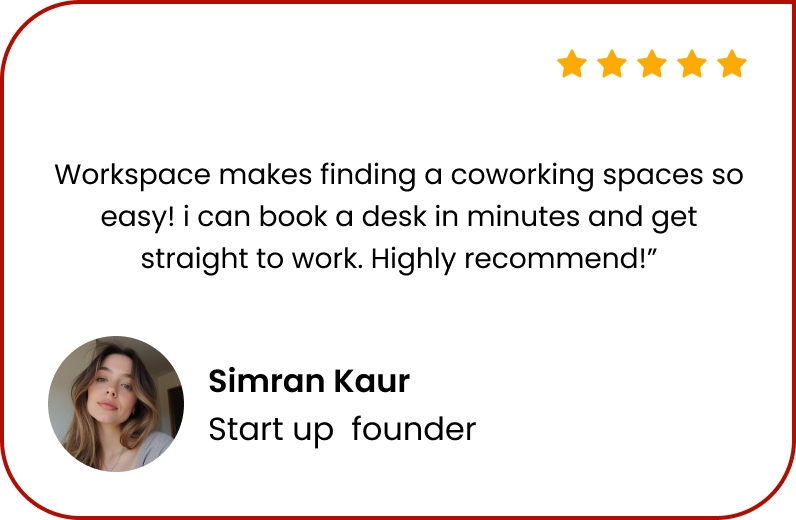 Workspace makes finding a coworking spaces so
easy! i can book a desk in minutes and get
straight to work. Highly recommend!”
Simran Kaur
Start up  founder